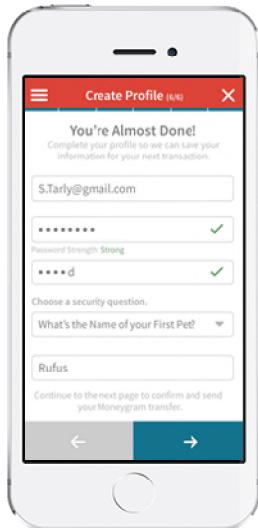 Create Profile (6/6)
You're Almost Done!
Complete your profile so we can save your
information for your next transaction.
S.Tarly@gmail.com
••••••••
Password Strength Strong
••••d
Choose a security question.
What's the Name of your First Pet?
Rufus
Continue to the next page to confirm and send
your Moneygram transfer.